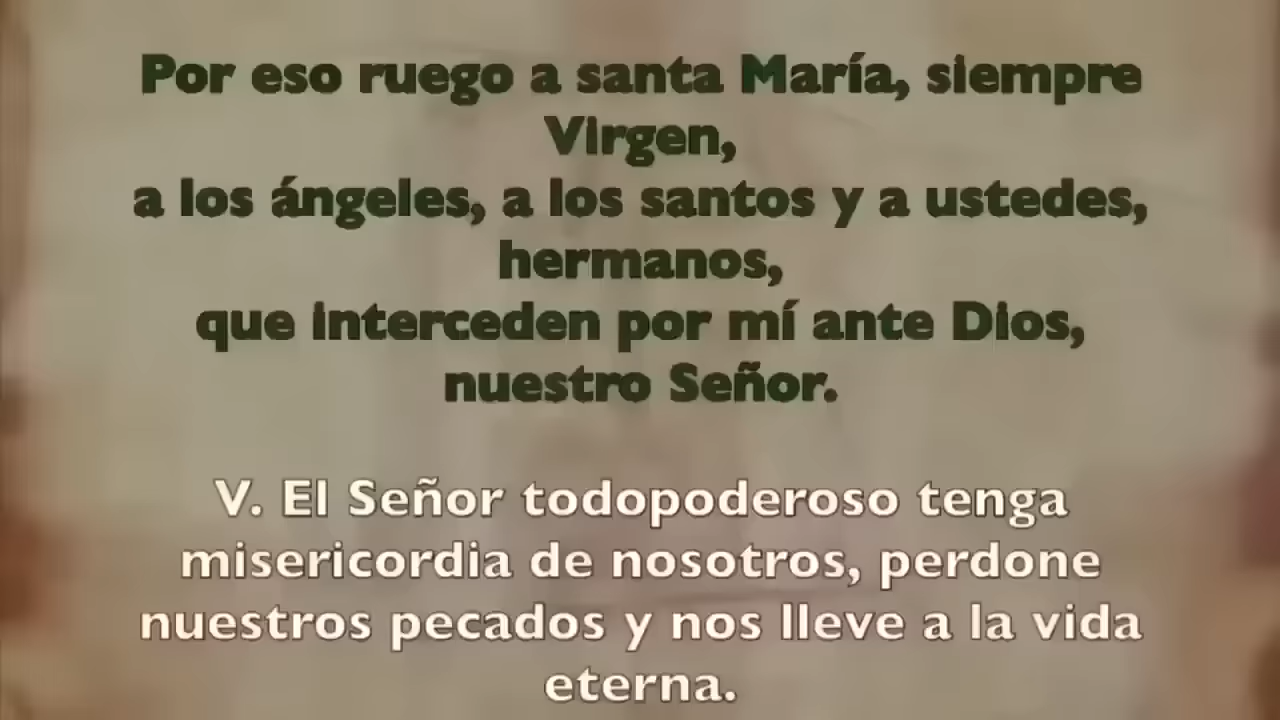 Por eso ruego a santa María, siempre
Virgen,
a los ángeles, a los santos y a ustedes,
hermanos,
que interceden por mí ante Dios,
nuestro Señor.
V. El Señor todopoderoso tenga
misericordia de nosotros, perdone
nuestros pecados y nos lleve a la vida
eterna.